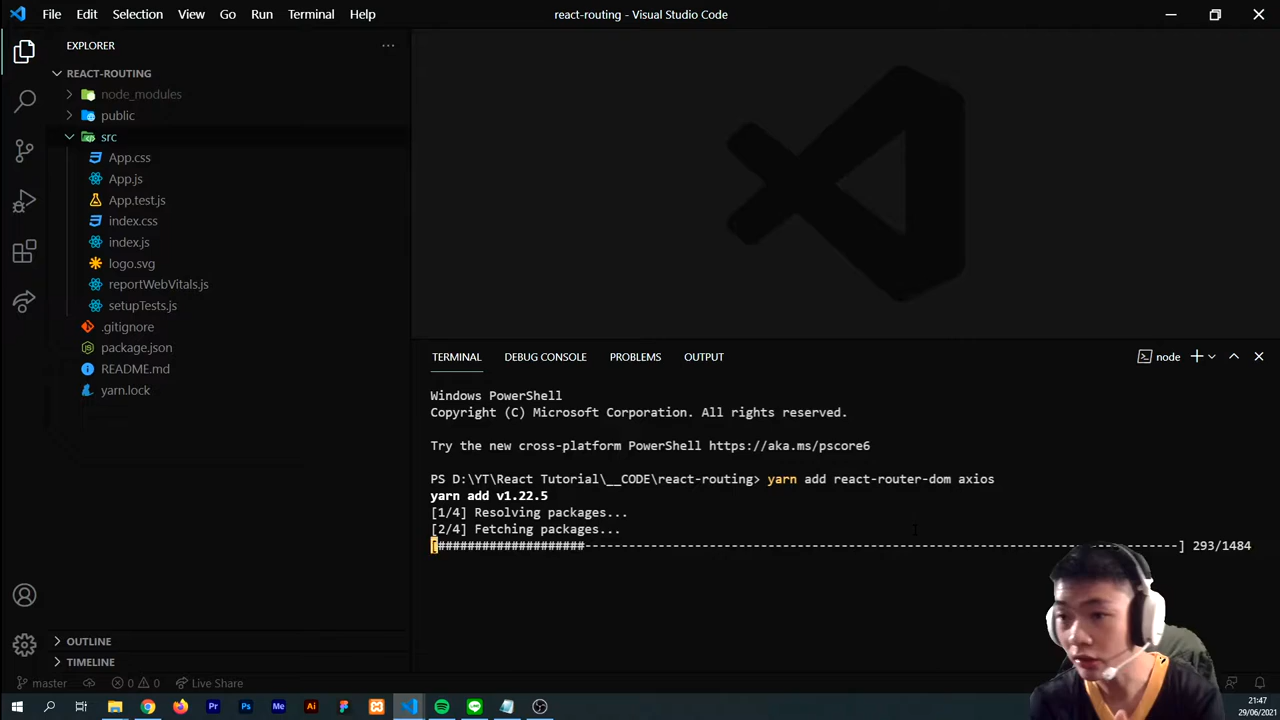 File Edit Selection View Go Run Terminal Help
react-routing - Visual Studio Code
EXPLORER
REACT-ROUTING
node_modules
public
src
App.css
App.js
App.test.js
index.css
index.js
logo.svg
reportWebVitals.js
setupTests.js
.gitignore
package.json
README.md
yarn.lock
OUTLINE
TIMELINE
TERMINAL DEBUG CONSOLE PROBLEMS OUTPUT
node
Windows PowerShell
Copyright (C) Microsoft Corporation. All rights reserved.
Try the new cross-platform PowerShell https://aka.ms/pscore6
PS D:\YT\React Tutorial\__CODE\react-routing> yarn add react-router-dom axios
yarn add v1.22.5
[1/4] Resolving packages...
[2/4] Fetching packages...
[####################---------------------------------------------------------------------------------] 293/1484
master 0 0 Live Share
Pr Ps Me Ai
21:47
29/06/2021